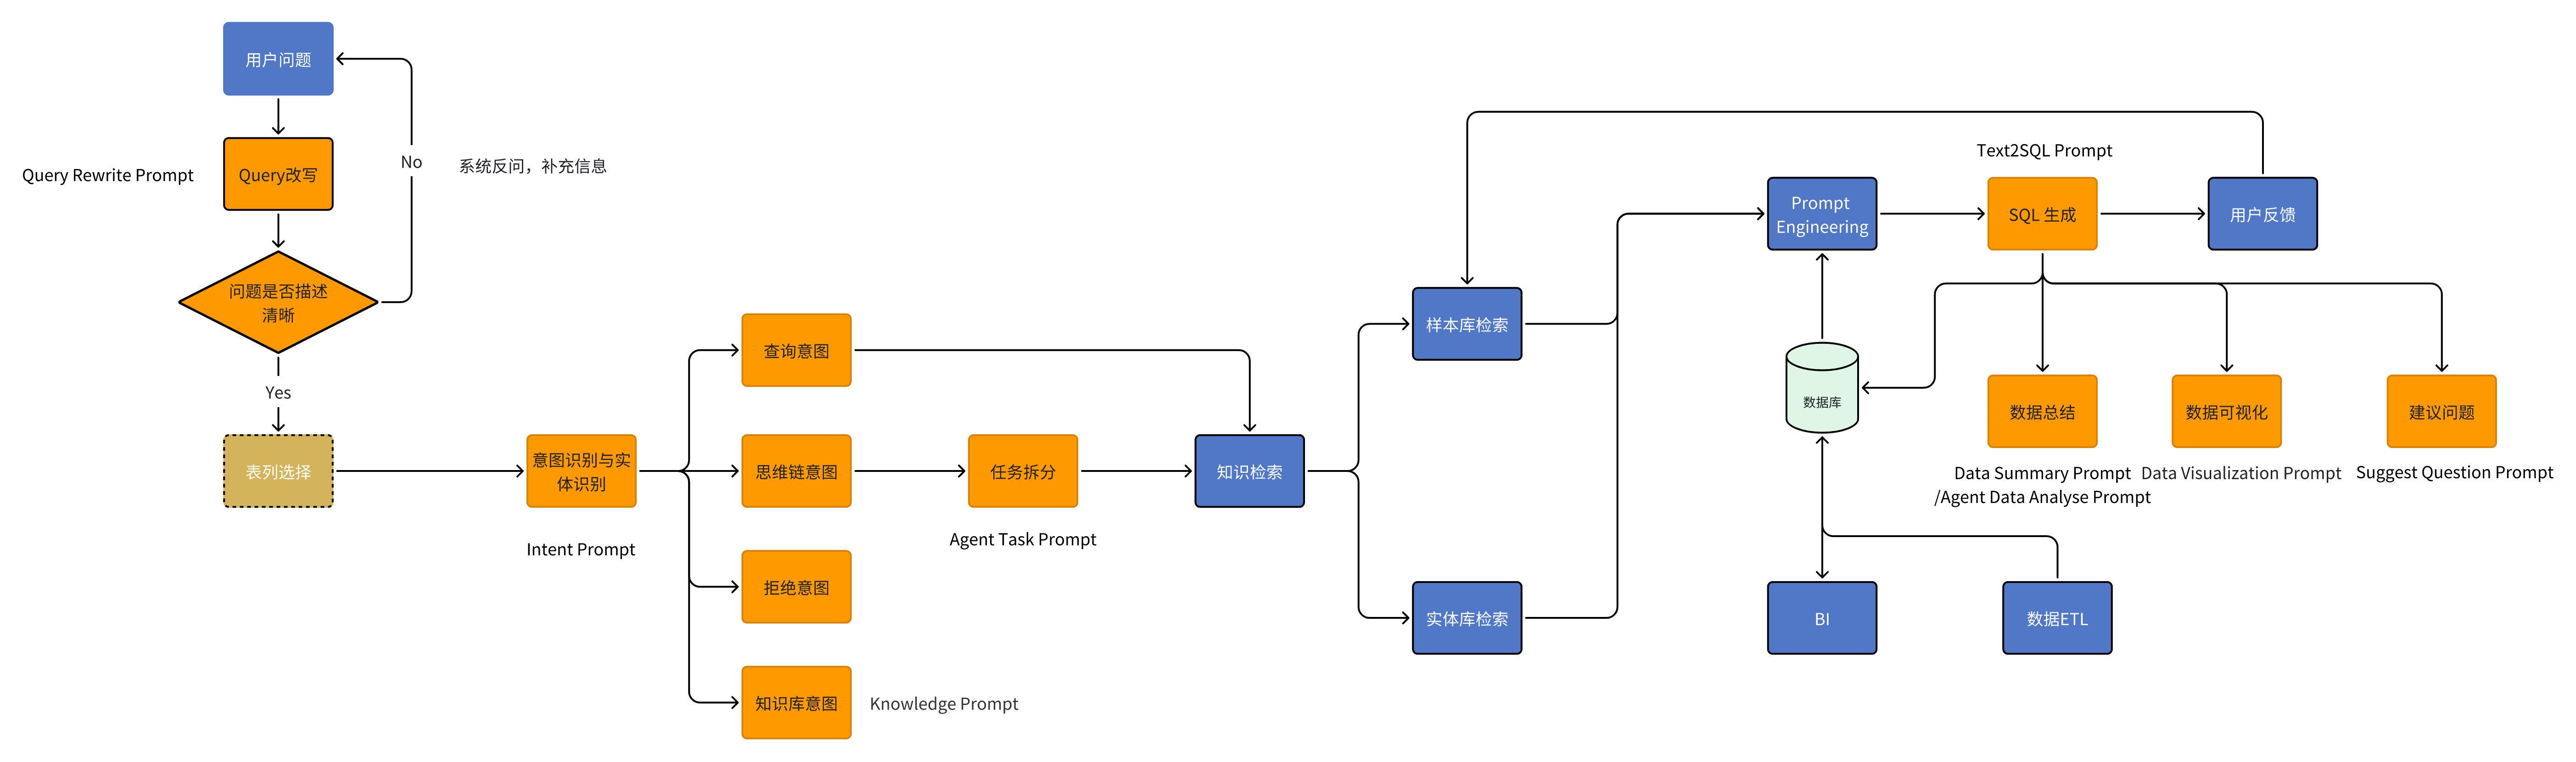 用户问题
Query Rewrite Prompt
Query改写
No
系统反问，补充信息
问题是否描述
清晰
Yes
表列选择
意图识别与实
体识别
Intent Prompt
查询意图
思维链意图
拒绝意图
知识库意图
Knowledge Prompt
任务拆分
Agent Task Prompt
知识检索
样本库检索
实体库检索
Prompt
Engineering
Text2SQL Prompt
SQL 生成
用户反馈
数据库
数据总结
Data Summary Prompt
/Agent Data Analyse Prompt
数据可视化
Data Visualization Prompt
建议问题
Suggest Question Prompt
BI
数据ETL